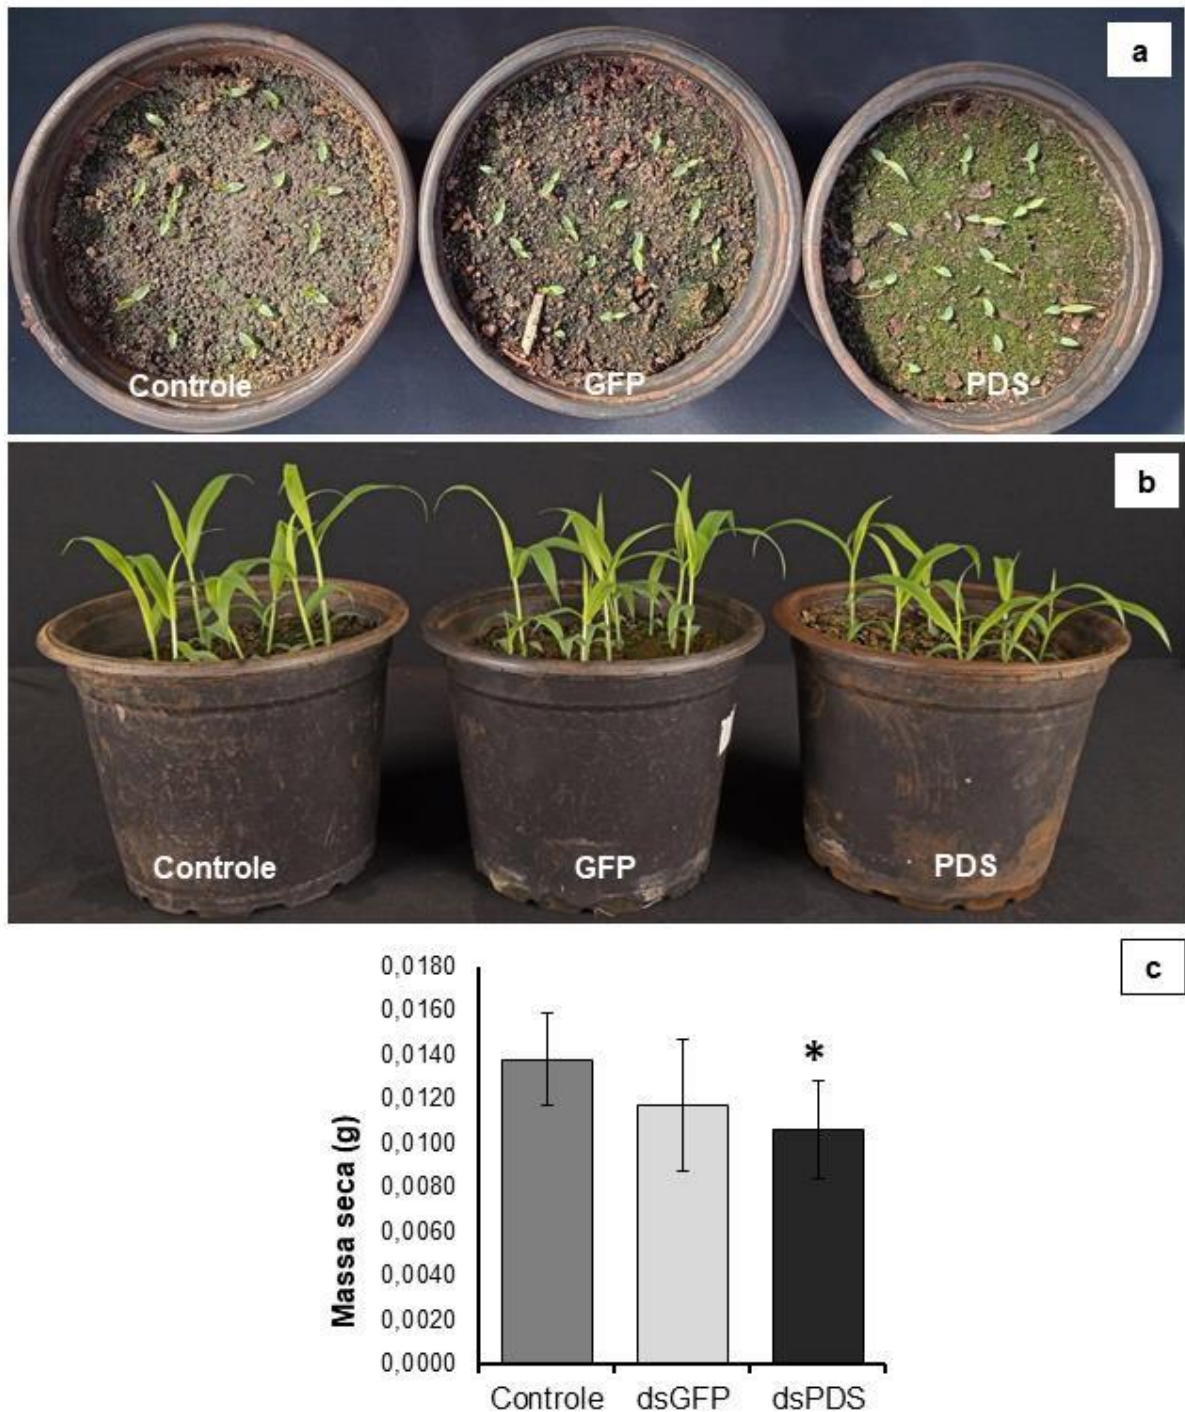 a
Controle
GFP
PDS
b
Controle
GFP
PDS
c
0,0180
0,0160
0,0140
0,0120
0,0100
0,0080
0,0060
0,0040
0,0020
0,0000
Massa seca (g)
*
Controle
dsGFP
dsPDS